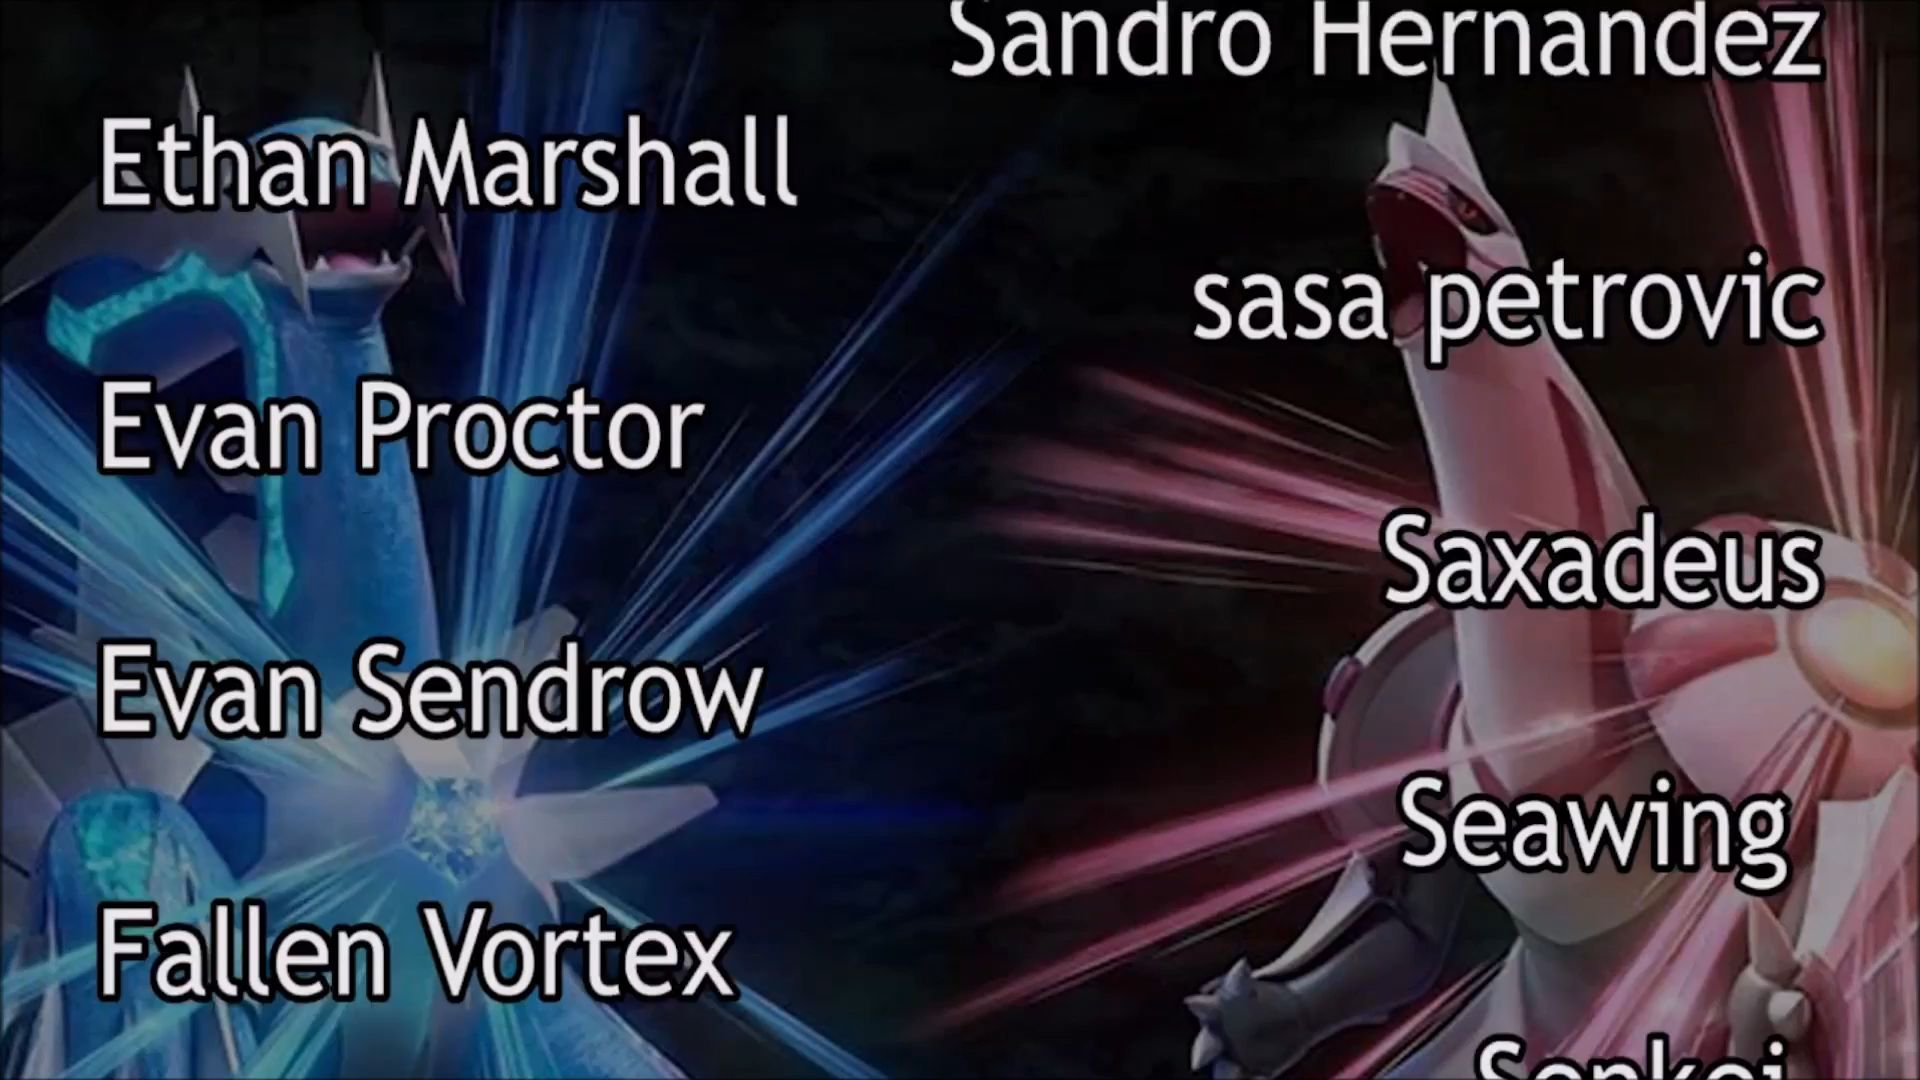 Ethan Marshall
Evan Proctor
Evan Sendrow
Fallen Vortex
Sandro Hernandez
sasa petrovic
Saxadeus
Seawing